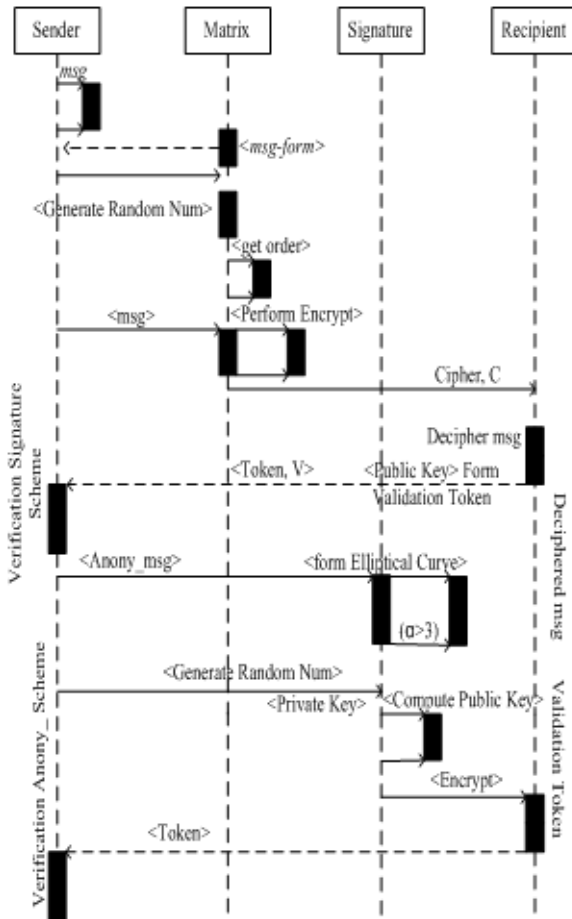 Sender
Matrix
Signature
Recipient
msg
<msg-form>
<Generate Random Num>
<get order>
<msg>
<Perform Encrypt>
Cipher, C
Decipher msg
<Token, V>
<Public Key> Form
Validation Token
Verification Signature
Scheme
Deciphered msg
<Anony_msg>
<form Elliptical Curve>
(α>3)
<Generate Random Num>
<Private Key>
<Compute Public Key>
Validation Token
<Encrypt>
Verification Anony_ Scheme
<Token>